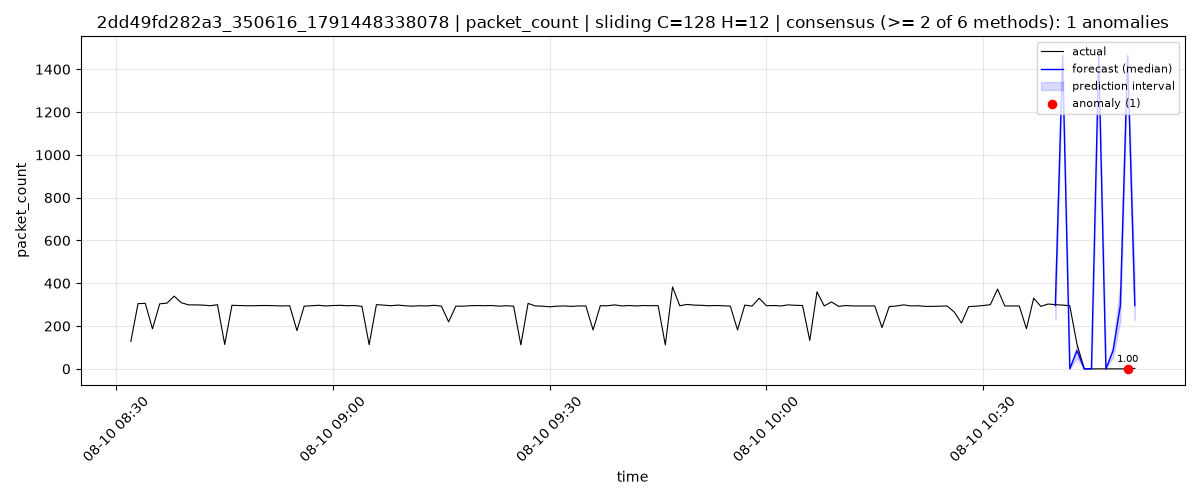 2dd49fd282a3_350616_1791448338078 | packet_count | sliding C=128 H=12 | consensus (>= 2 of 6 methods): 1 anomalies
actual
forecast (median)
prediction interval
anomaly (1)
1400
1200
1000
800
600
400
200
0
packet_count
1.00
08-10 08:30
08-10 09:00
08-10 09:30
08-10 10:00
08-10 10:30
time